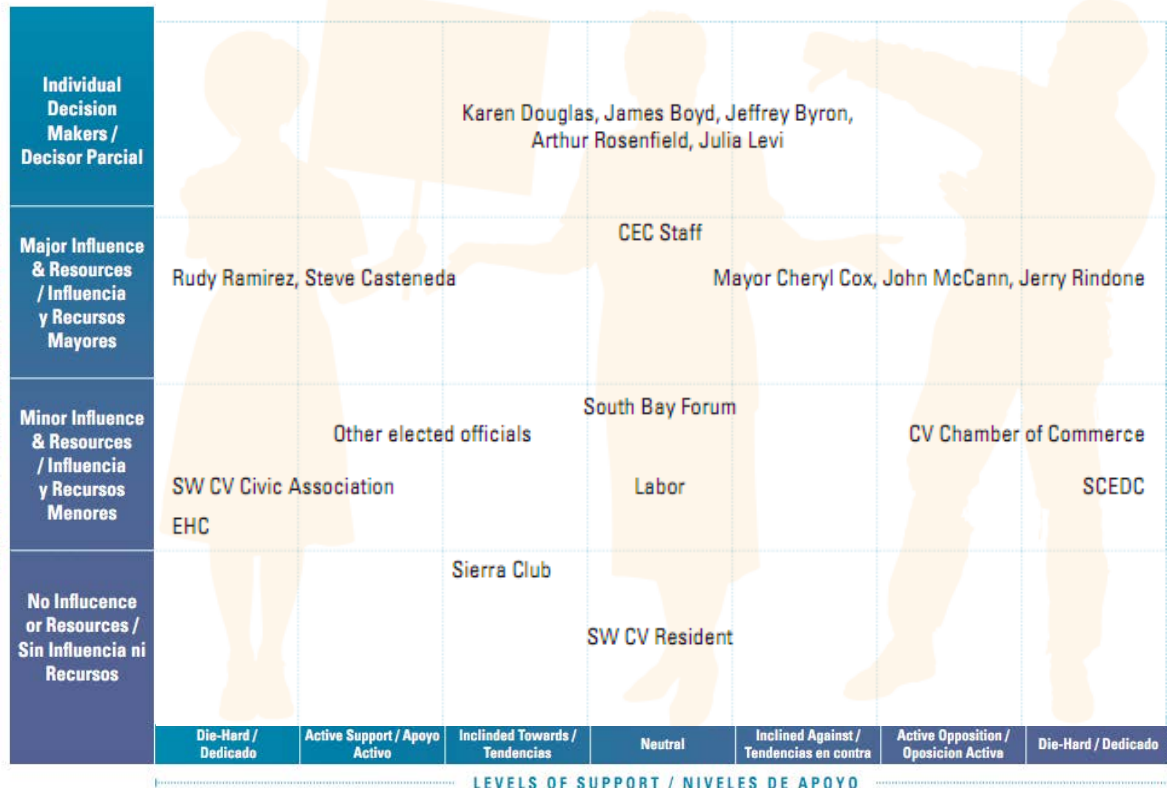 Individual
Decision
Makers /
Decisor Parcial
Karen Douglas, James Boyd, Jeffrey Byron,
Arthur Rosenfield, Julia Levi
Major Influence
& Resources
/ Influencia
y Recursos
Mayores
CEC Staff
Rudy Ramirez, Steve Casteneda
Mayor Cheryl Cox, John McCann, Jerry Rindone
Minor Influence
& Resources
/ Influencia
y Recursos
Menores
South Bay Forum
Other elected officials
CV Chamber of Commerce
SW CV Civic Association
Labor
SCEDC
EHC
No Influcence
or Resources /
Sin Influencia ni
Recursos
Sierra Club
SW CV Resident
Die-Hard /
Dedicado
Active Support / Apoyo
Activo
Inclinded Towards /
Tendencias
Neutral
Inclined Against /
Tendencias en contra
Active Opposition /
Oposicion Activa
Die-Hard / Dedicado
LEVELS OF SUPPORT / NIVELES DE APOYO